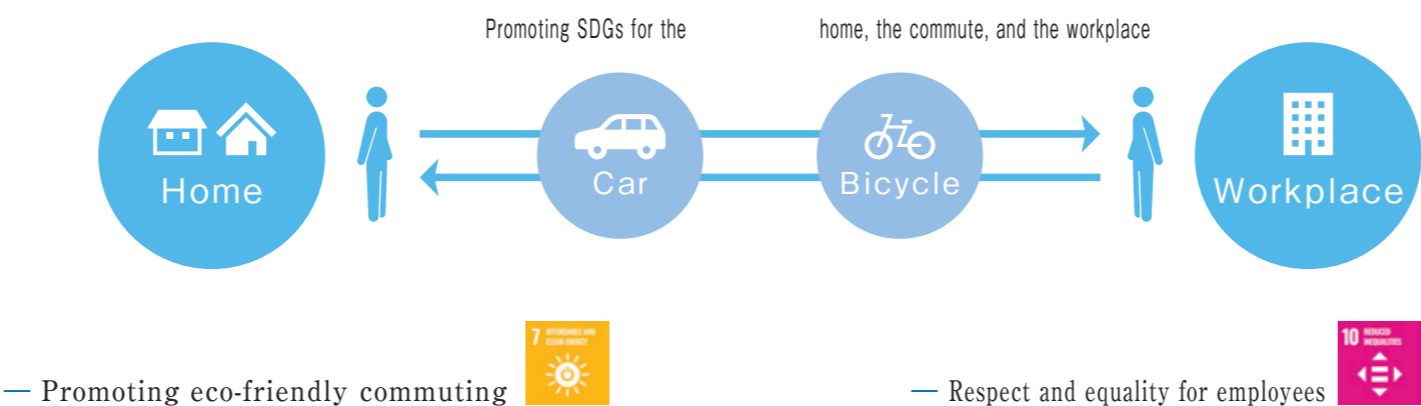 Promoting SDGs for the home, the commute, and the workplace
Home
Car
Bicycle
Workplace
7 AFFORDABLE AND
CLEAN ENERGY
— Promoting eco-friendly commuting
10 REDUCED
INEQUALITIES
— Respect and equality for employees